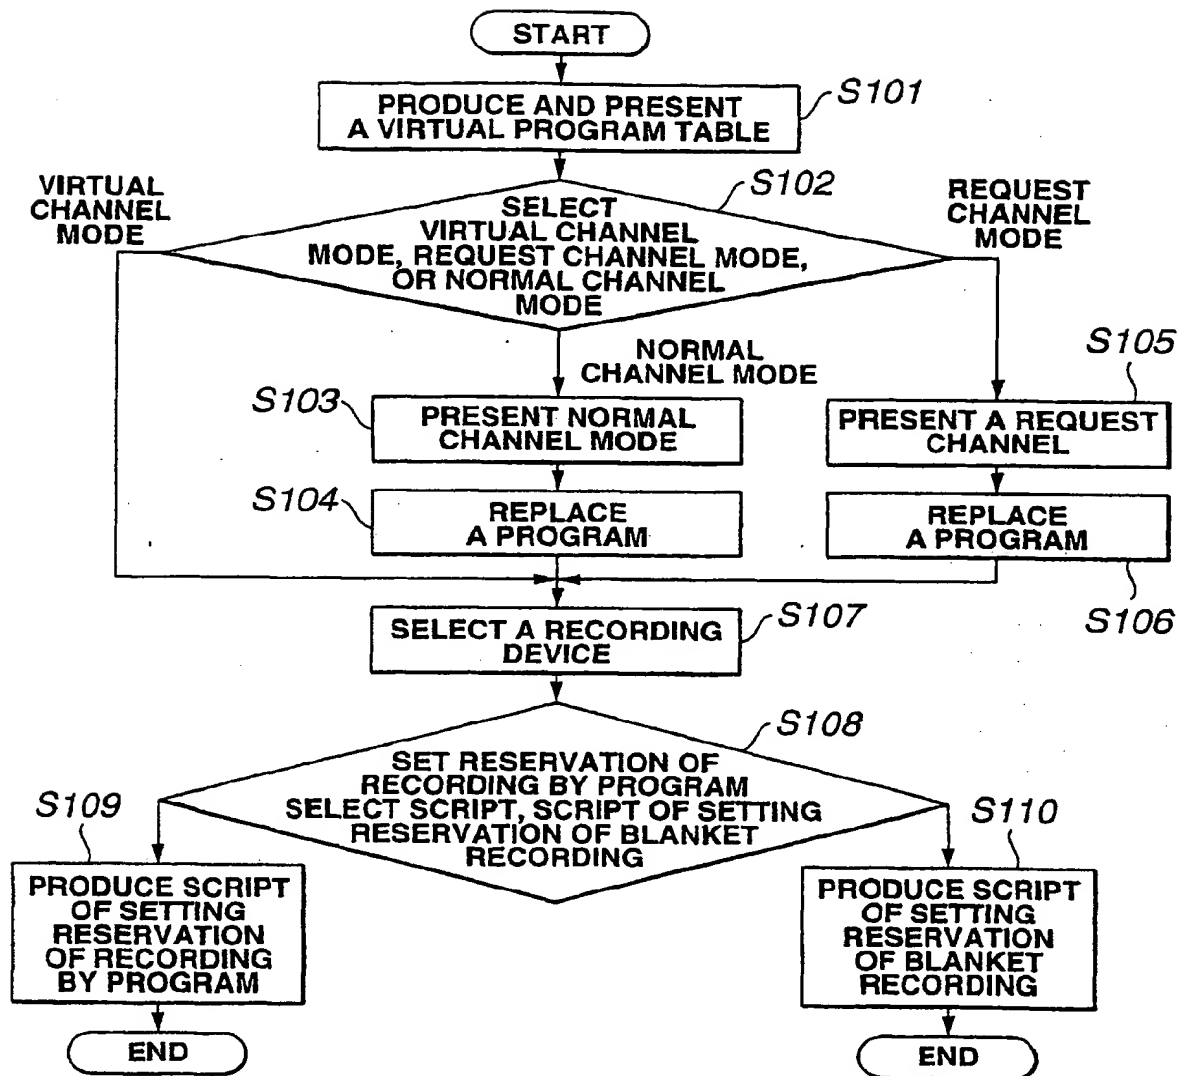 START
S101
PRODUCE AND PRESENT
A VIRTUAL PROGRAM TABLE
VIRTUAL
CHANNEL
MODE
S102
REQUEST
CHANNEL
MODE
SELECT
VIRTUAL CHANNEL
MODE, REQUEST CHANNEL MODE,
OR NORMAL CHANNEL
MODE
NORMAL
CHANNEL MODE
S105
S103
PRESENT NORMAL
CHANNEL MODE
PRESENT A REQUEST
CHANNEL
S104
REPLACE
A PROGRAM
REPLACE
A PROGRAM
S106
S107
SELECT A RECORDING
DEVICE
S108
SET RESERVATION OF
RECORDING BY PROGRAM
SELECT SCRIPT, SCRIPT OF SETTING
RESERVATION OF BLANKET
RECORDING
S109
S110
PRODUCE SCRIPT
OF SETTING
RESERVATION
OF RECORDING
BY PROGRAM
PRODUCE SCRIPT
OF SETTING
RESERVATION
OF BLANKET
RECORDING
END
END